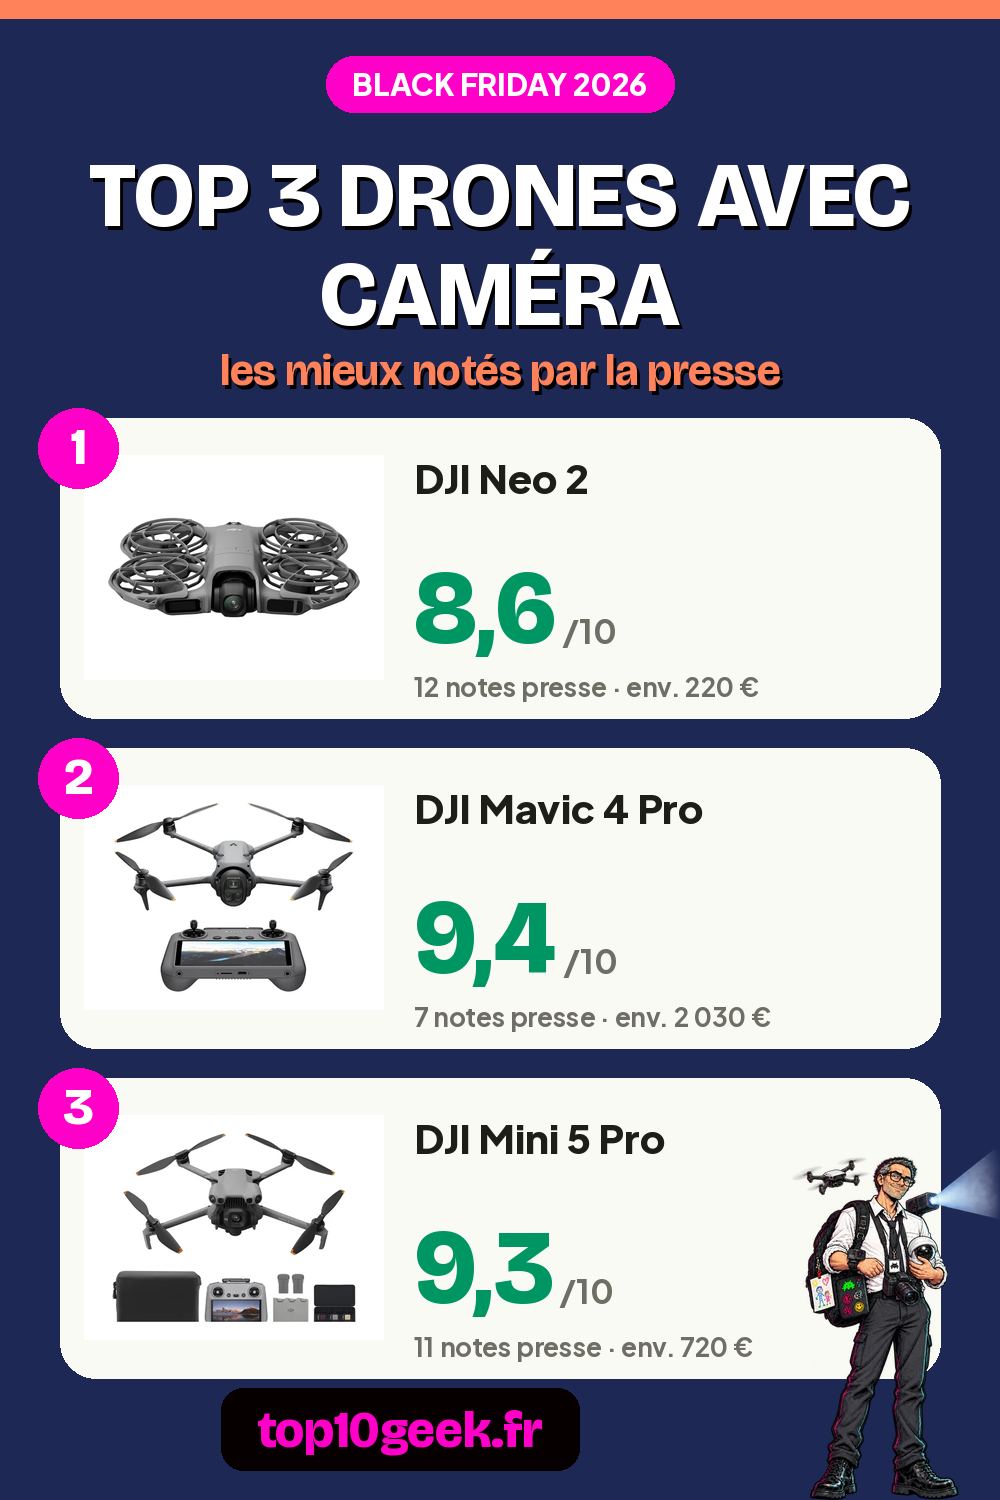 BLACK FRIDAY 2026
TOP 3 DRONES AVEC
CAMÉRA
les mieux notés par la presse
1
DJI Neo 2
8,6 /10
12 notes presse · env. 220 €
2
DJI Mavic 4 Pro
9,4 /10
7 notes presse · env. 2 030 €
3
DJI Mini 5 Pro
9,3 /10
11 notes presse · env. 720 €
top10geek.fr